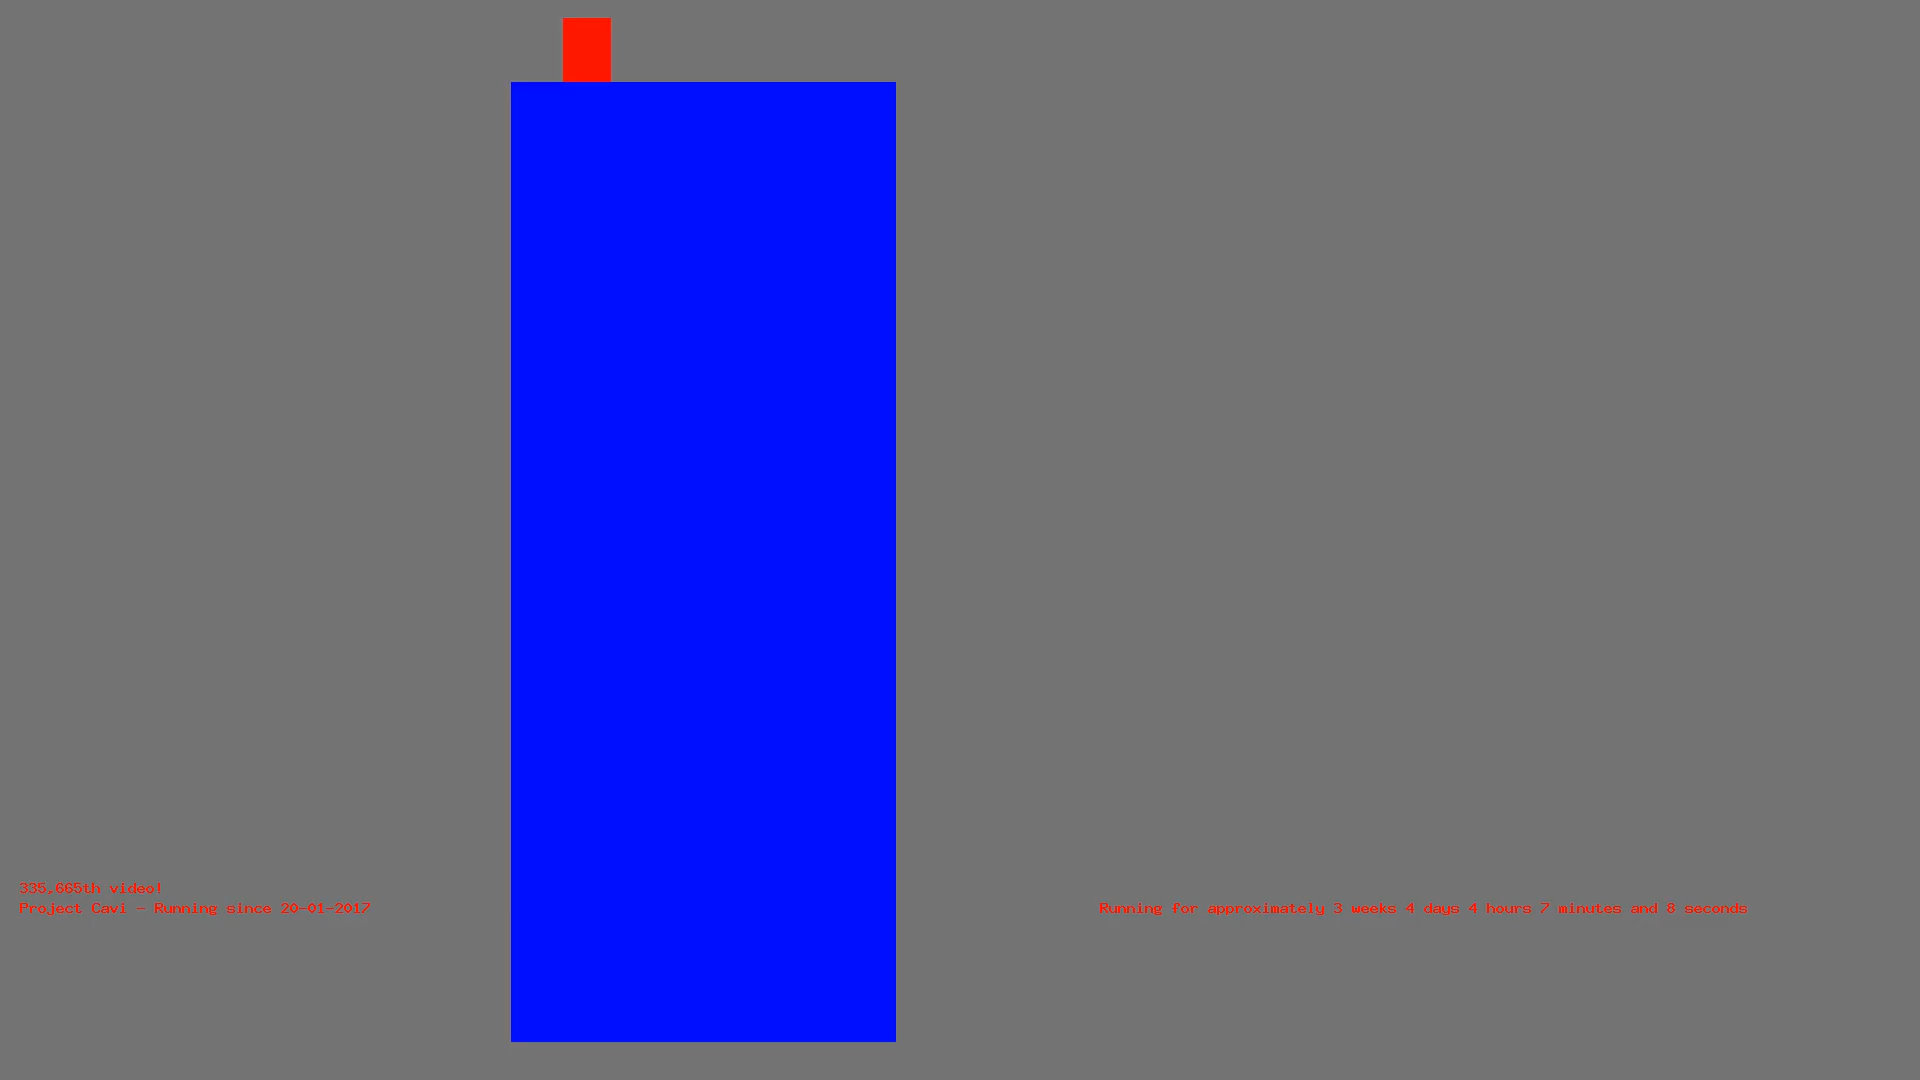 335,665th video!
Project Cavi - Running since 20-01-2017
Running for approximately 3 weeks 4 days 4 hours 7 minutes and 8 seconds